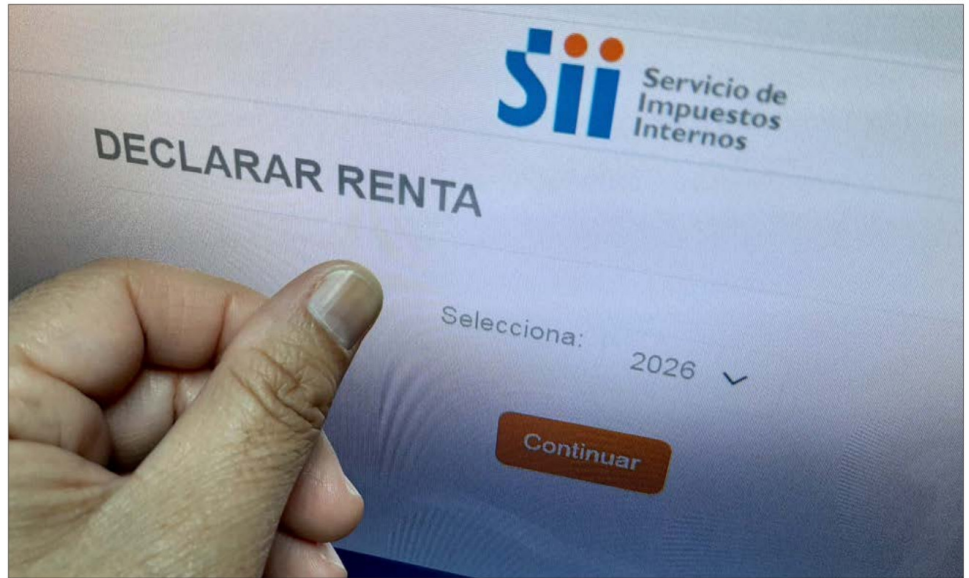 Sii
Servicio de
Impuestos
Internos
DECLARAR RENTA
Selecciona:
2026
Continuar